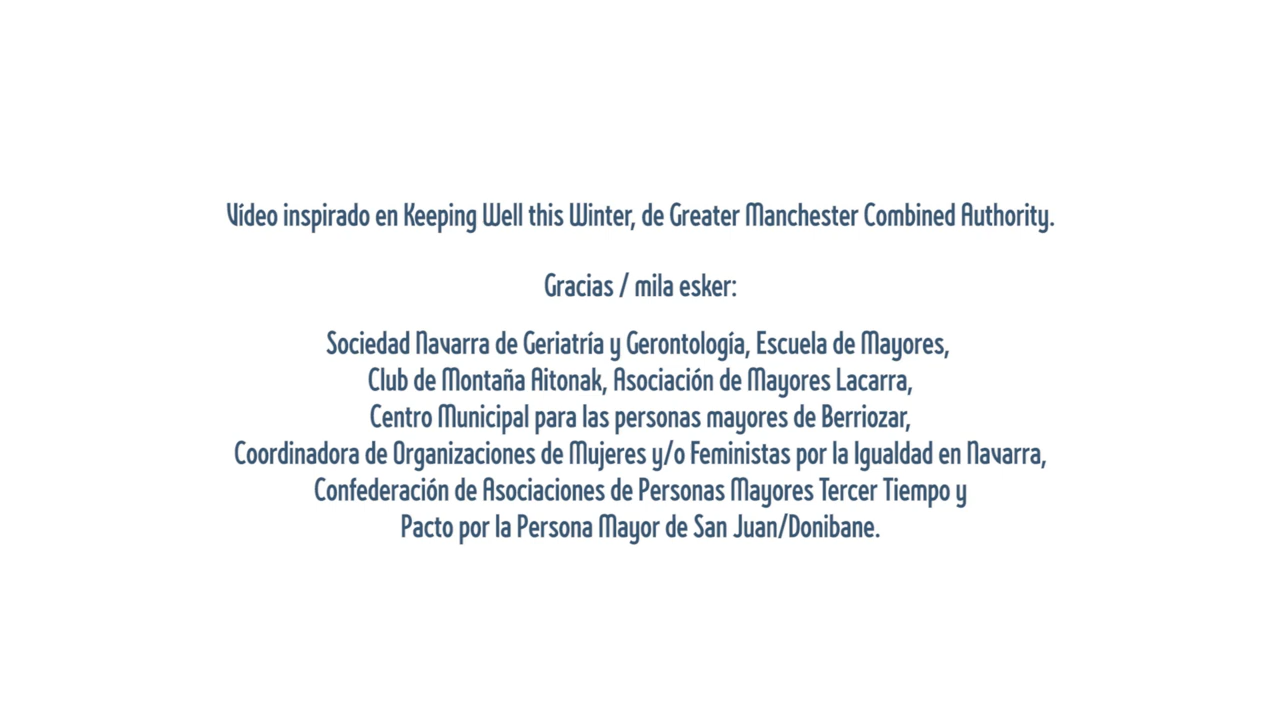 Vídeo inspirado en Keeping Well this Winter, de Greater Manchester Combined Authority.
Gracias / mila esker:
Sociedad Navarra de Geriatría y Gerontología, Escuela de Mayores,
Club de Montaña Aitonak, Asociación de Mayores Lacarra,
Centro Municipal para las personas mayores de Berriozar,
Coordinadora de Organizaciones de Mujeres y/o Feministas por la Igualdad en Navarra,
Confederación de Asociaciones de Personas Mayores Tercer Tiempo y
Pacto por la Persona Mayor de San Juan/Donibane.